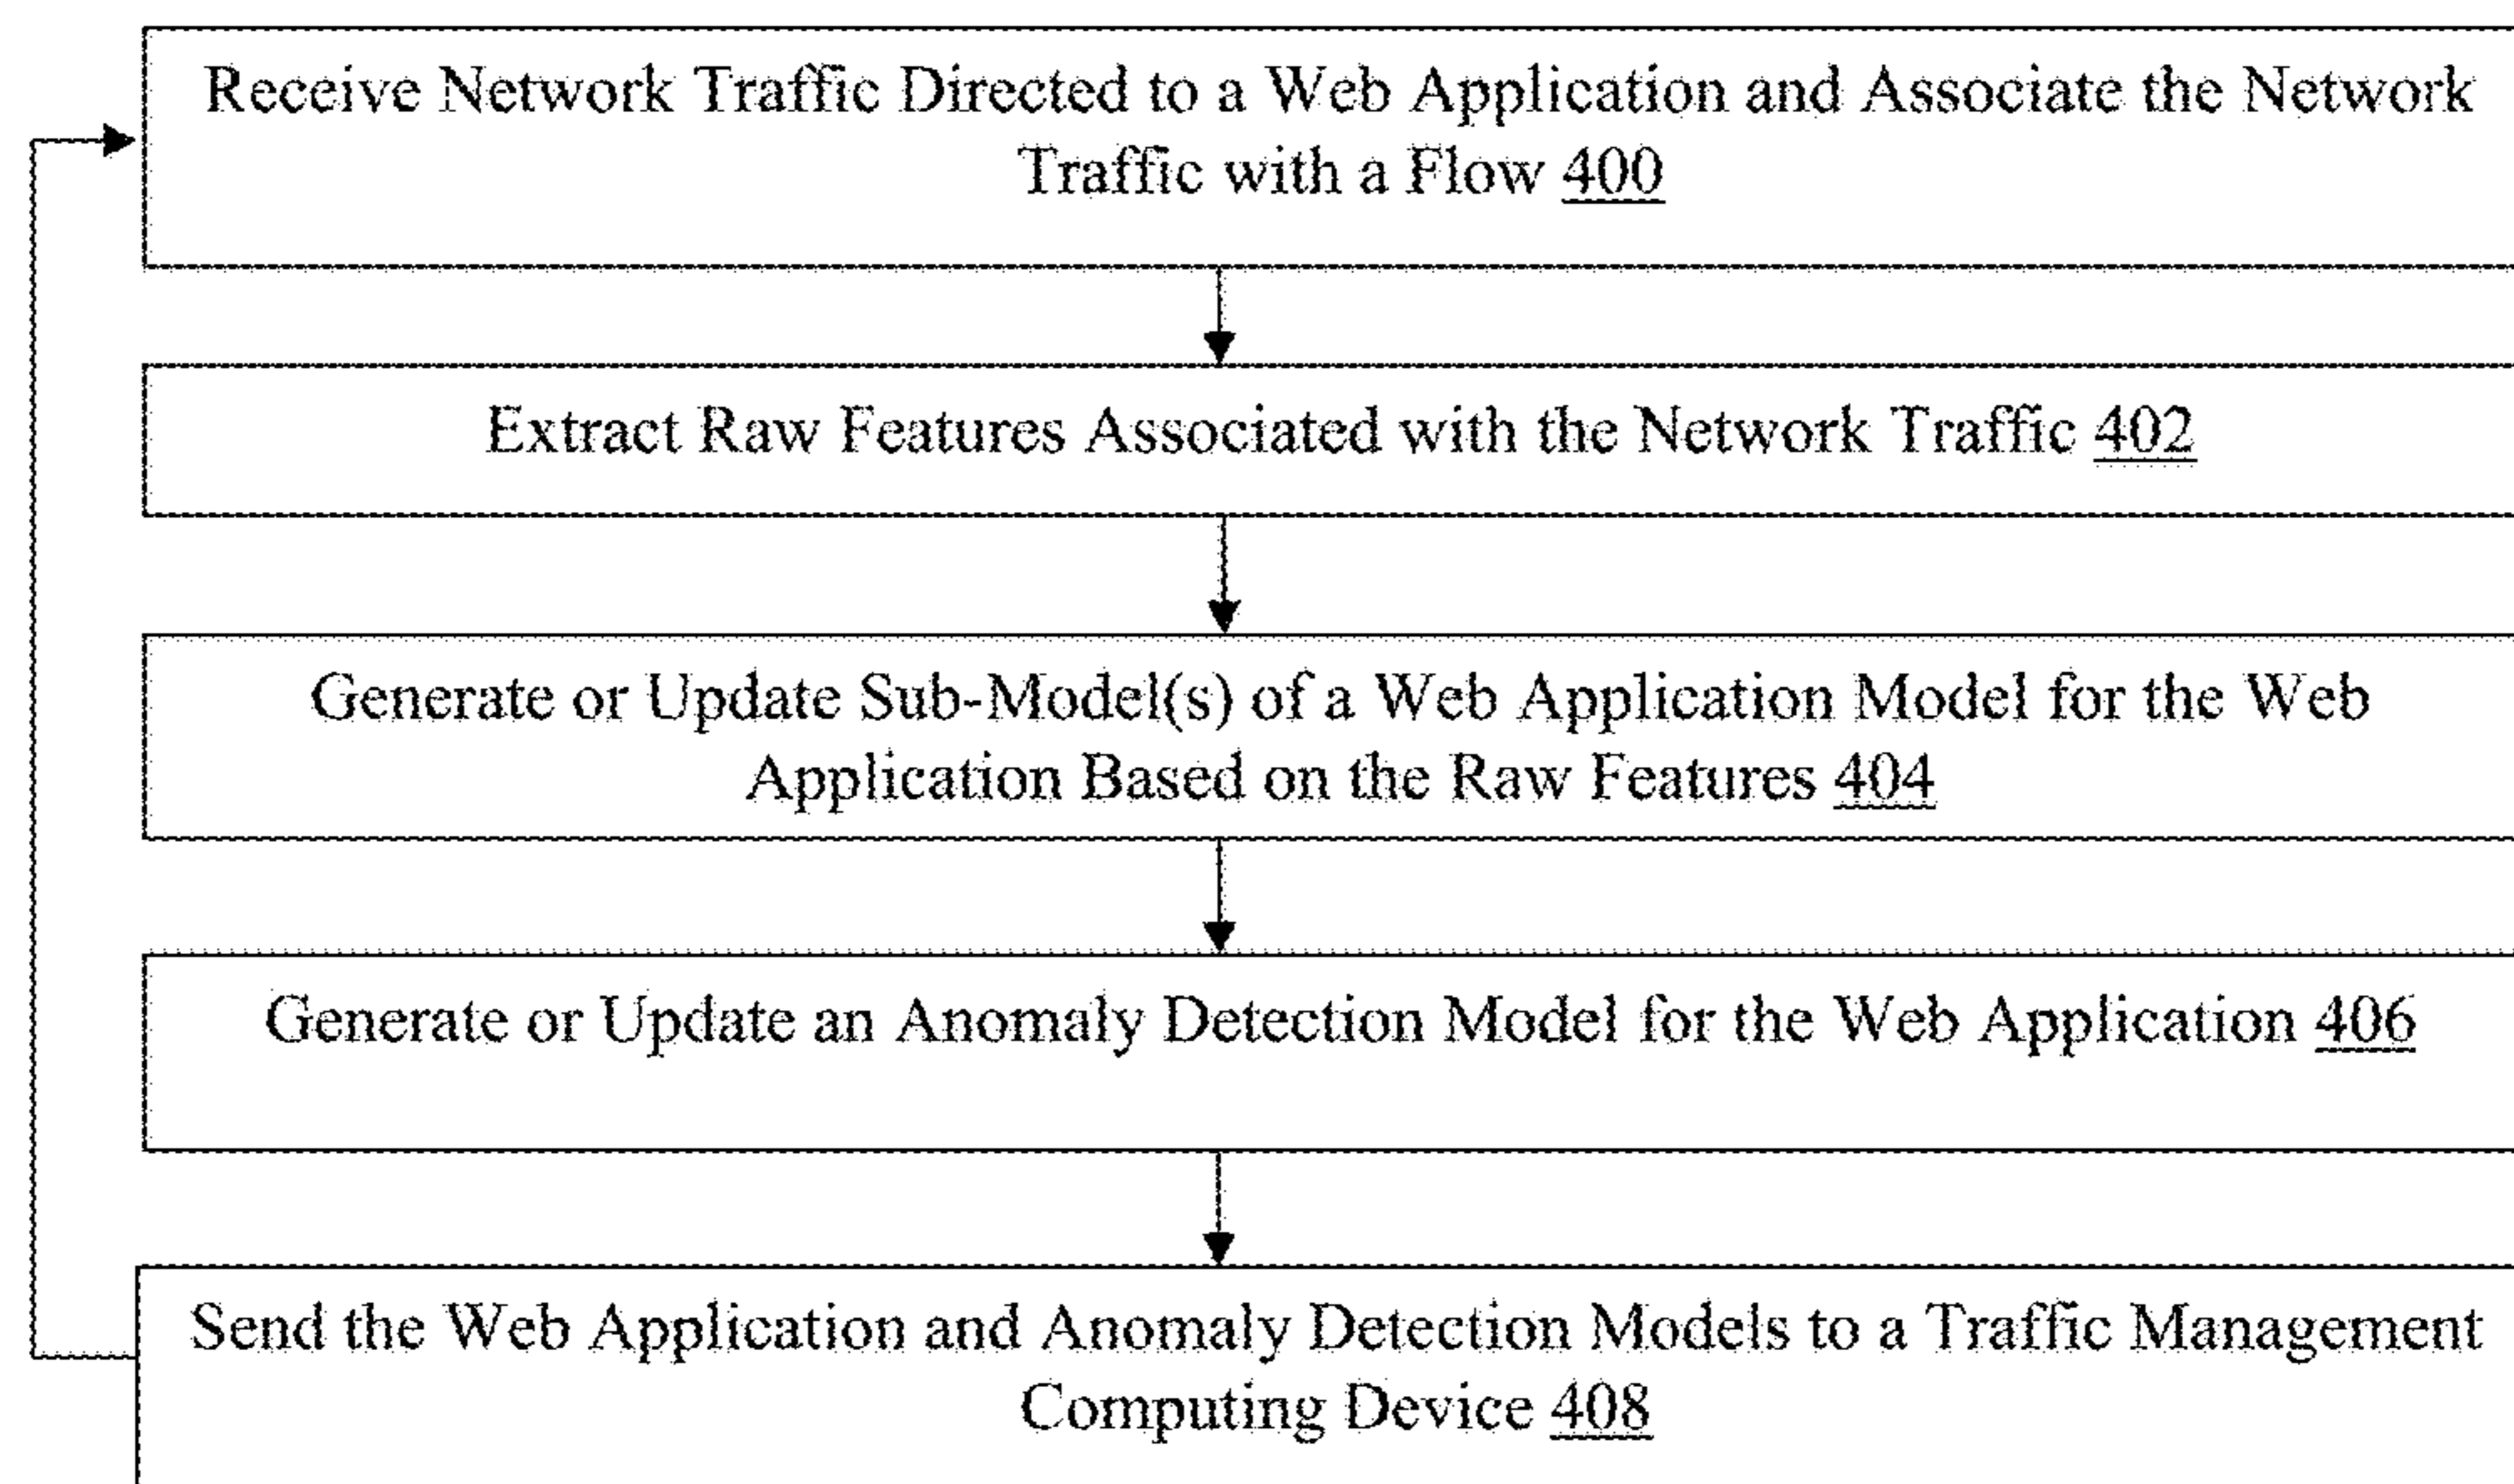 Receive Network Traffic Directed to a Web Application and Associate the Network
Traffic with a Flow 400
Extract Raw Features Associated with the Network Traffic 402
Generate or Update Sub-Model(s) of a Web Application Model for the Web
Application Based on the Raw Features 404
Generate or Update an Anomaly Detection Model for the Web Application 406
Send the Web Application and Anomaly Detection Models to a Traffic Management
Computing Device 408